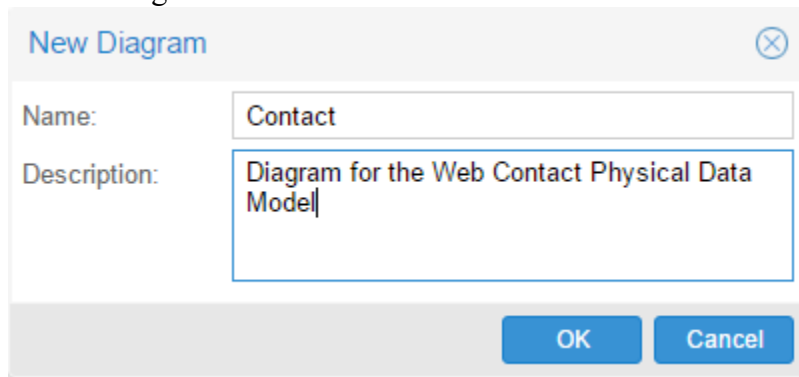 New Diagram
Name:
Contact
Description:
Diagram for the Web Contact Physical Data
Model
OK
Cancel